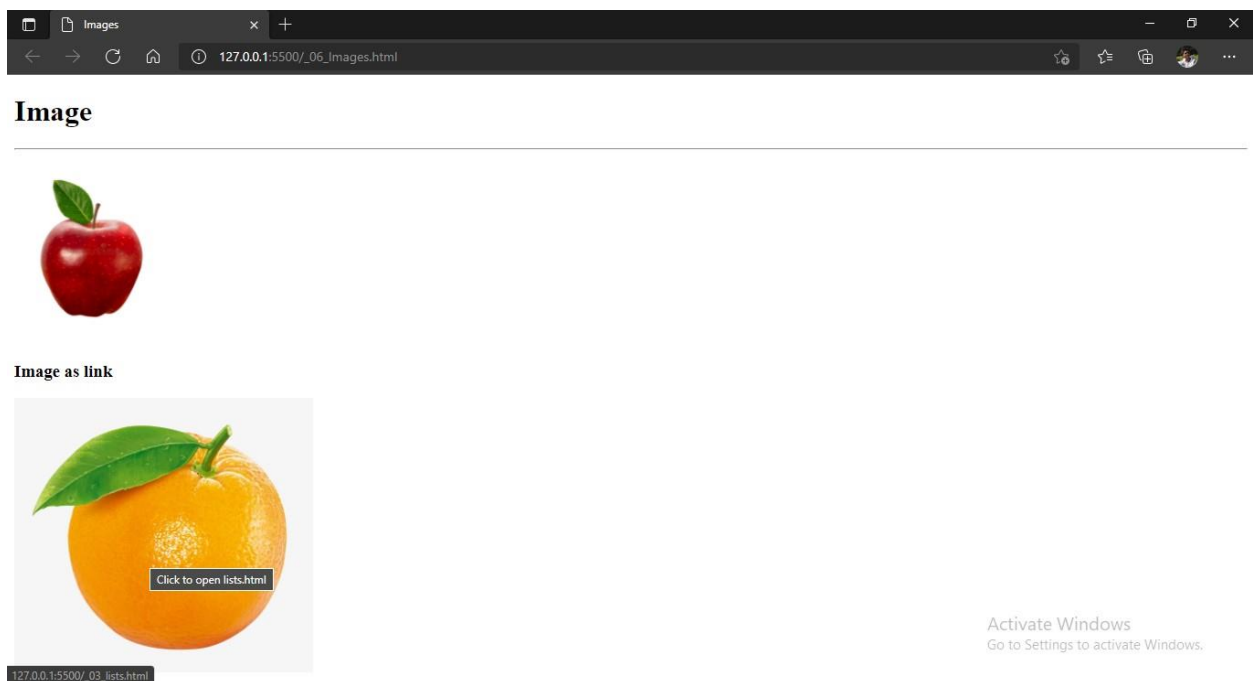 Images
127.0.0.1:5500/_06_Images.html
Image
Image as link
Click to open lists.html
Activate Windows
Go to Settings to activate Windows.
127.0.0.1:5500/_03_lists.html